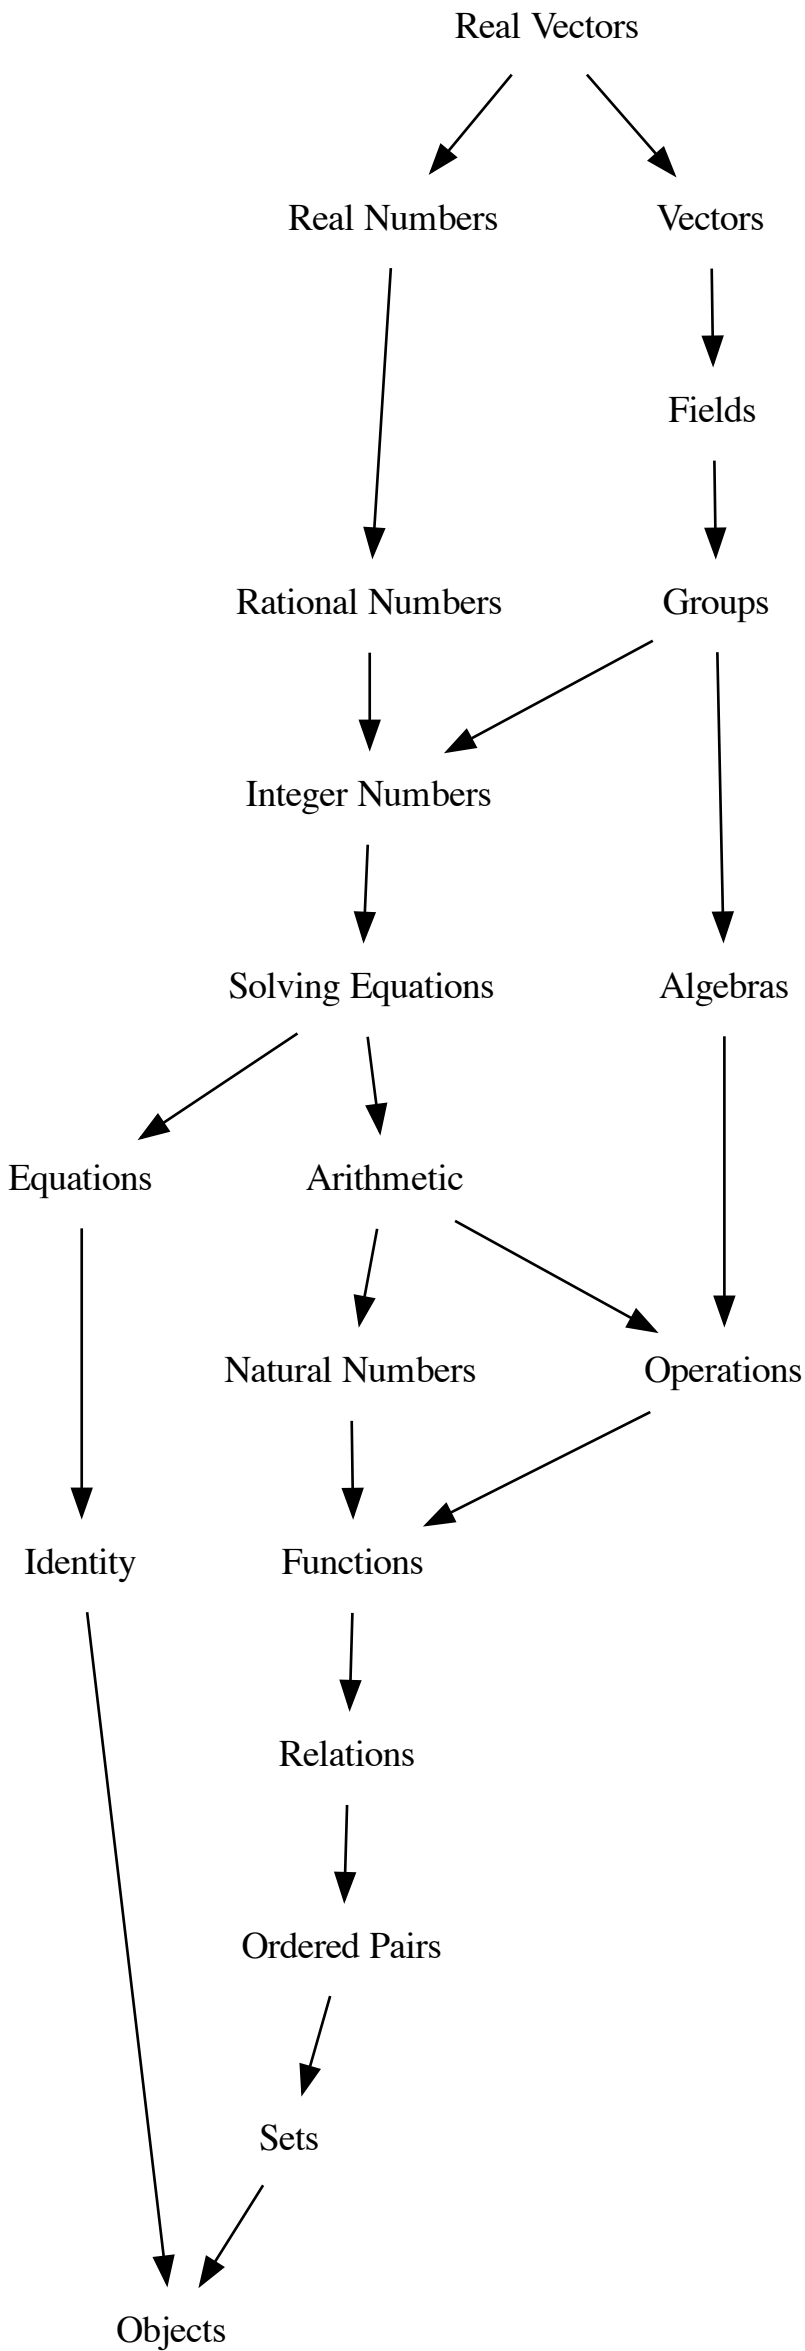 Real Vectors
Real Numbers
Vectors
Fields
Rational Numbers
Groups
Integer Numbers
Solving Equations
Algebras
Equations
Arithmetic
Natural Numbers
Operations
Identity
Functions
Relations
Ordered Pairs
Sets
Objects